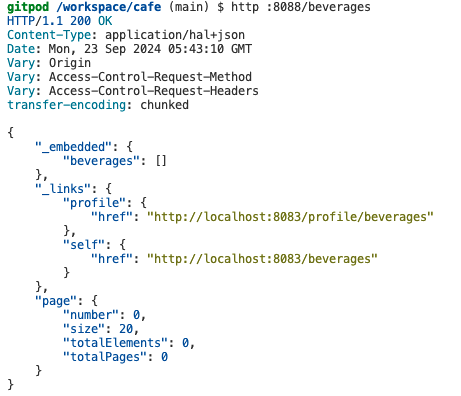 gitpod /workspace/cafe (main) $ http :8088/beverages
HTTP/1.1 200 OK
Content-Type: application/hal+json
Date: Mon, 23 Sep 2024 05:43:10 GMT
Vary: Origin
Vary: Access-Control-Request-Method
Vary: Access-Control-Request-Headers
transfer-encoding: chunked

{
    "_embedded": {
        "beverages": []
    },
    "_links": {
        "profile": {
            "href": "http://localhost:8083/profile/beverages"
        },
        "self": {
            "href": "http://localhost:8083/beverages"
        }
    },
    "page": {
        "number": 0,
        "size": 20,
        "totalElements": 0,
        "totalPages": 0
    }
}